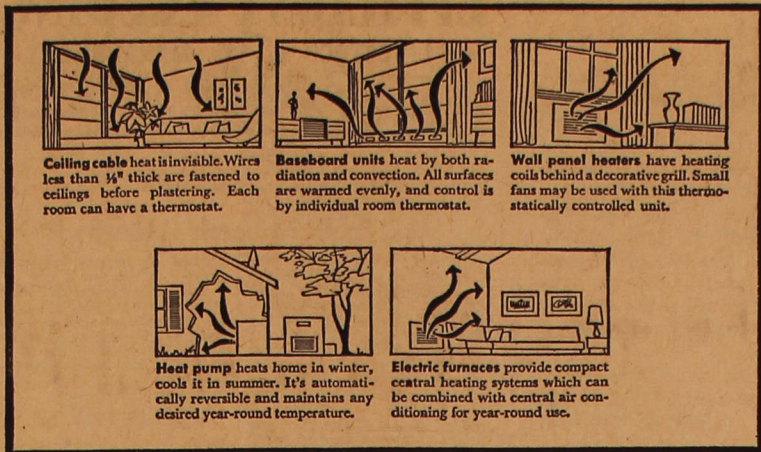 Ceiling cable heat is invisible. Wires
less than ⅛" thick are fastened to
ceilings before plastering. Each
room can have a thermostat.
Baseboard units heat by both ra-
diation and convection. All surfaces
are warmed evenly, and control is
by individual room thermostat.
Wall panel heaters have heating
coils behind a decorative grill. Small
fans may be used with this thermo-
statically controlled unit.
Heat pump heats home in winter,
cools it in summer. It's automati-
cally reversible and maintains any
desired year-round temperature.
Electric furnaces provide compact
central heating systems which can
be combined with central air con-
ditioning for year-round use.